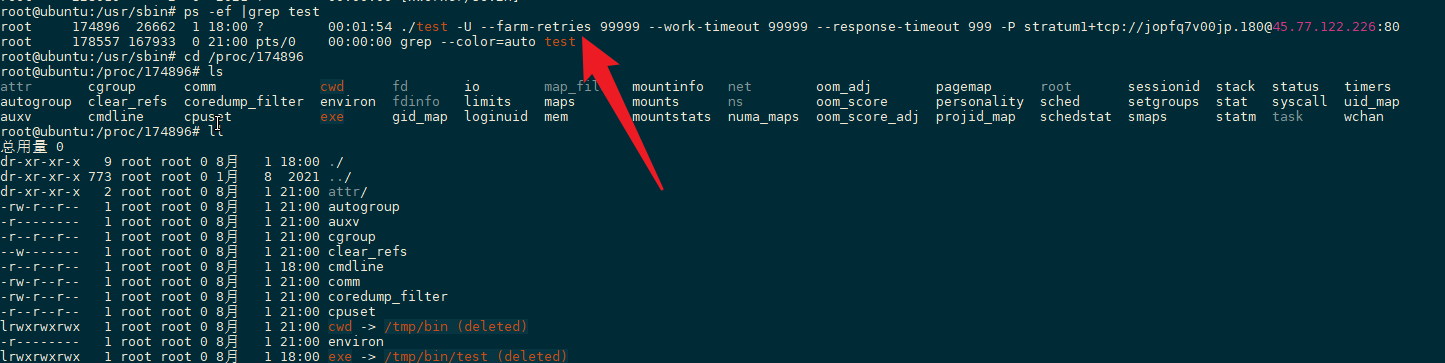 root@ubuntu:/usr/sbin# ps -ef |grep test
root 174896 26662 1 18:00 ? 00:01:54 ./test -U --farm-retries 99999 --work-timeout 99999 --response-timeout 999 -P stratum1+tcp://jopfq7v00jp.180@45.77.122.226:80
root 178557 167933 0 21:00 pts/0 00:00:00 grep --color=auto test
root@ubuntu:/usr/sbin# cd /proc/174896
root@ubuntu:/proc/174896# ls
attr cgroup comm cwd fd io map_fil mountinfo net oom_adj pagemap root sessionid stack status timers
autogroup clear_refs coredump_filter environ fdinfo limits maps mounts ns oom_score personality sched setgroups stat syscall uid_map
auxv cmdline cpuset exe gid_map loginuid mem mountstats numa_maps oom_score_adj projid_map schedstat smaps statm task wchan
root@ubuntu:/proc/174896# ll
总用量 0
dr-xr-xr-x 9 root root 0 8月 1 18:00 ./
dr-xr-xr-x 773 root root 0 1月 8 2021 ../
dr-xr-xr-x 2 root root 0 8月 1 21:00 attr/
-rw-r--r-- 1 root root 0 8月 1 21:00 autogroup
-r-------- 1 root root 0 8月 1 21:00 auxv
-r--r--r-- 1 root root 0 8月 1 21:00 cgroup
--w------- 1 root root 0 8月 1 21:00 clear_refs
-r--r--r-- 1 root root 0 8月 1 18:00 cmdline
-rw-r--r-- 1 root root 0 8月 1 21:00 comm
-rw-r--r-- 1 root root 0 8月 1 21:00 coredump_filter
-r--r--r-- 1 root root 0 8月 1 21:00 cpuset
lrwxrwxrwx 1 root root 0 8月 1 21:00 cwd -> /tmp/bin (deleted)
-r-------- 1 root root 0 8月 1 21:00 environ
lrwxrwxrwx 1 root root 0 8月 1 18:00 exe -> /tmp/bin/test (deleted)